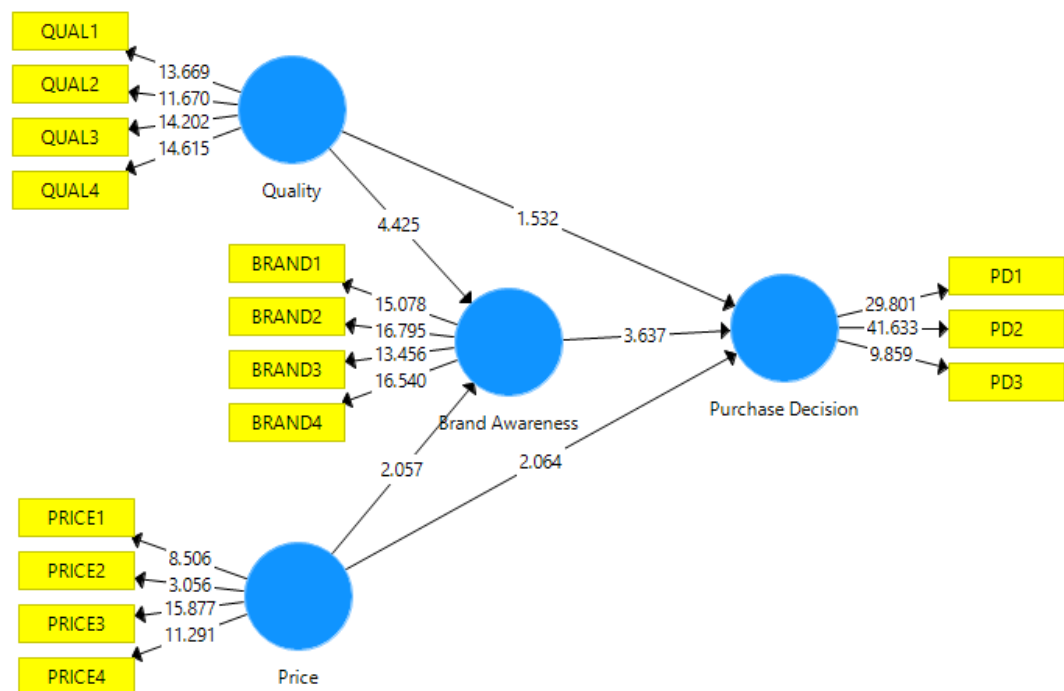 QUAL1
13.669
QUAL2
11.670
QUAL3
14.202
14.615
QUAL4
Quality
4.425
1.532
BRAND1
15.078
BRAND2
16.795
BRAND3
13.456
16.540
BRAND4
Brand Awareness
3.637
Purchase Decision
PD1
29.801
PD2
41.633
9.859
PD3
2.057
2.064
PRICE1
8.506
PRICE2
3.056
PRICE3
15.877
11.291
PRICE4
Price